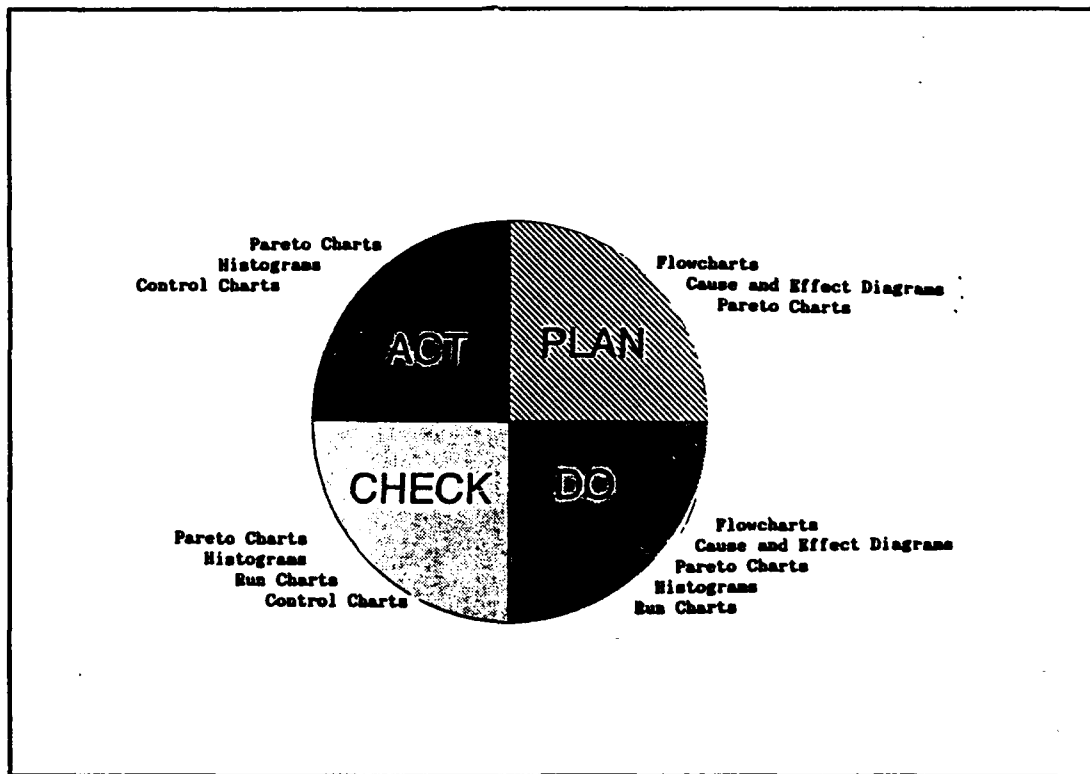 Pareto Charts
Histograms
Control Charts
Flowcharts
Cause and Effect Diagrams
Pareto Charts
ACT
PLAN
CHECK
DO
Pareto Charts
Histograms
Run Charts
Control Charts
Flowcharts
Cause and Effect Diagrams
Pareto Charts
Histograms
Run Charts